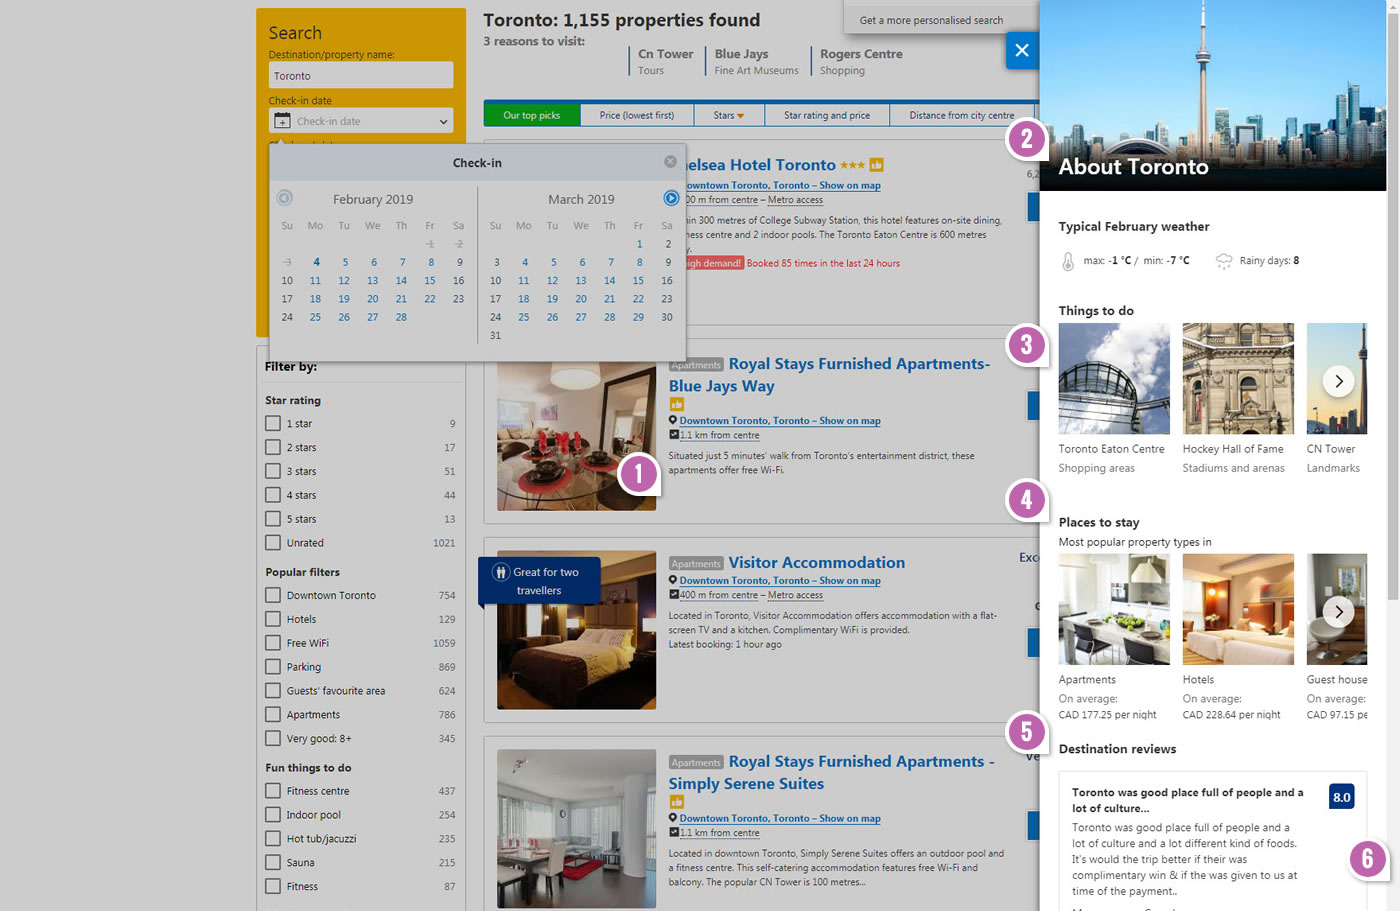 Search
Destination/property name:
Toronto
Check-in date
Check-in date
Check-in
February 2019
March 2019
Su Mo Tu We Th Fr Sa
1 2
3 4 5 6 7 8 9
10 11 12 13 14 15 16
17 18 19 20 21 22 23
24 25 26 27 28
Su Mo Tu We Th Fr Sa
1 2
3 4 5 6 7 8 9
10 11 12 13 14 15 16
17 18 19 20 21 22 23
24 25 26 27 28 29 30
31
Filter by:
Star rating
1 star 9
2 stars 17
3 stars 51
4 stars 44
5 stars 13
Unrated 1021
Popular filters
Downtown Toronto 754
Hotels 129
Free WiFi 1059
Parking 869
Guests' favourite area 624
Apartments 786
Very good: 8+ 345
Fun things to do
Fitness centre 437
Indoor pool 254
Hot tub/jacuzzi 235
Sauna 215
Fitness 87
Toronto: 1,155 properties found
3 reasons to visit:
Cn Tower
Tours
Blue Jays
Fine Art Museums
Rogers Centre
Shopping
Get a more personalised search
Our top picks
Price (lowest first)
Stars
Star rating and price
Distance from city centre
elsea Hotel Toronto
owntown Toronto, Toronto – Show on map
00 m from centre – Metro access
in 300 metres of College Subway Station, this hotel features on-site dining,
ness centre and 2 indoor pools. The Toronto Eaton Centre is 600 metres
y.
igh demand! Booked 85 times in the last 24 hours
6,2
Apartments Royal Stays Furnished Apartments-
Blue Jays Way
Downtown Toronto, Toronto – Show on map
1.1 km from centre
Situated just 5 minutes' walk from Toronto's entertainment district, these
apartments offer free Wi-Fi.
1
Great for two
travellers
Apartments Visitor Accommodation
Downtown Toronto, Toronto – Show on map
400 m from centre – Metro access
Located in Toronto, Visitor Accommodation offers accommodation with a flat-
screen TV and a kitchen. Complimentary WiFi is provided.
Latest booking: 1 hour ago
Exce
Apartments Royal Stays Furnished Apartments -
Simply Serene Suites
Downtown Toronto, Toronto – Show on map
1.1 km from centre
Located in downtown Toronto, Simply Serene Suites offers an outdoor pool and
a fitness centre. This self-catering accommodation features free Wi-Fi and
balcony. The popular CN Tower is 100 metres...
Ve
2
About Toronto
Typical February weather
max: -1 °C / min: -7 °C
Rainy days: 8
3
Things to do
Toronto Eaton Centre
Shopping areas
Hockey Hall of Fame
Stadiums and arenas
CN Tower
Landmarks
4
Places to stay
Most popular property types in
Apartments
On average:
CAD 177.25 per night
Hotels
On average:
CAD 228.64 per night
Guest house
On average:
CAD 97.15 pe
5
Destination reviews
Toronto was good place full of people and a
lot of culture...
8.0
Toronto was good place full of people and a
lot of culture and a lot different kind of foods.
It's would the trip better if their was
complimentary win & if the was given to us at
time of the payment..
6